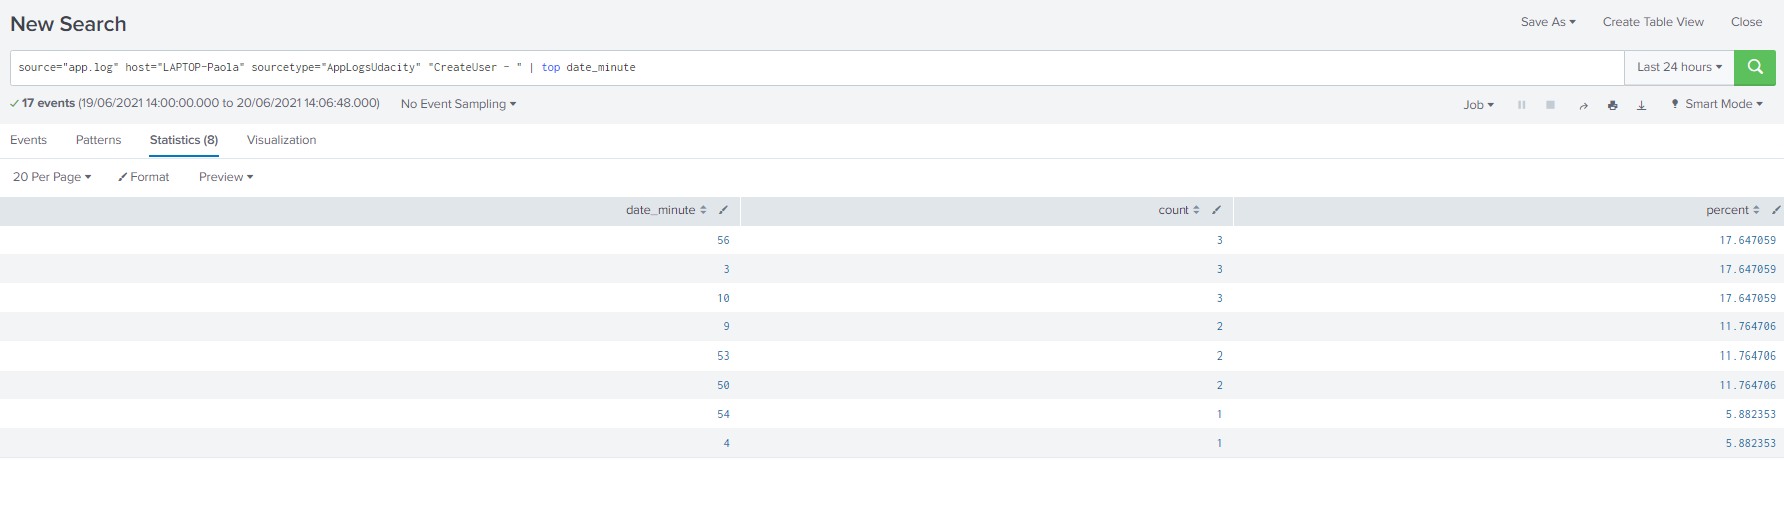 New Search
Save As Create Table View Close
source="app.log" host="LAPTOP-Paola" sourcetype="AppLogsUdacity" "CreateUser - " | top date_minute
Last 24 hours
17 events (19/06/2021 14:00:00.000 to 20/06/2021 14:06:48.000) No Event Sampling
Job Smart Mode
Events Patterns Statistics (8) Visualization
20 Per Page Format Preview
date_minute count percent
56 3 17.647059
3 3 17.647059
10 3 17.647059
9 2 11.764706
53 2 11.764706
50 2 11.764706
54 1 5.882353
4 1 5.882353